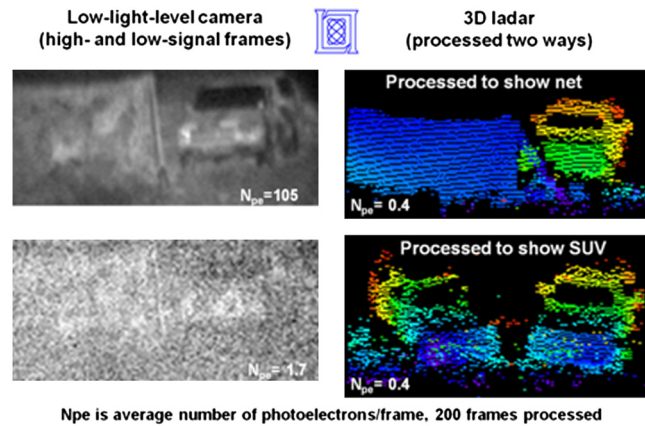 Low-light-level camera
(high- and low-signal frames)
3D ladar
(processed two ways)
Processed to show net
Npe=105
Npe= 0.4
Processed to show SUV
Npe= 1.7
Npe= 0.4
Npe is average number of photoelectrons/frame, 200 frames processed